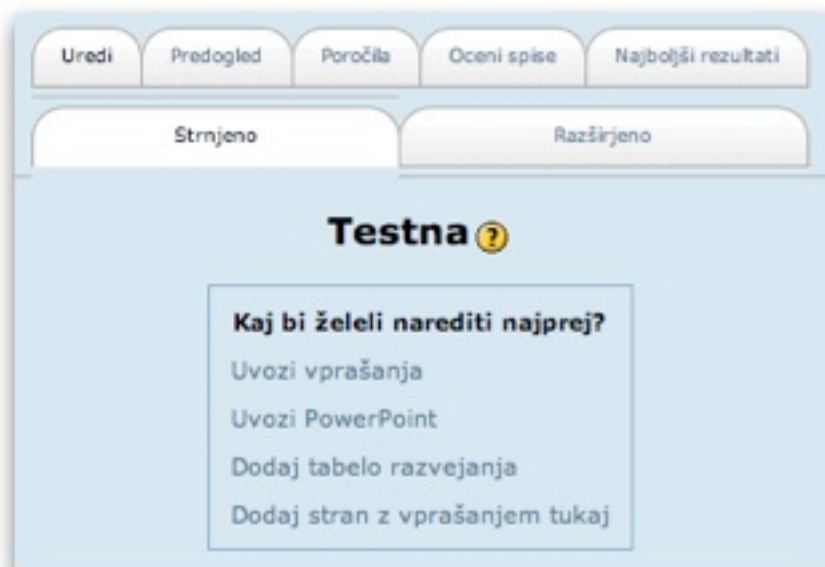 Uredi Predogled Poročila Oceni spise Najboljši rezultati
Strnjeno Razširjeno
Testna ?
Kaj bi želeli narediti najprej?
Uvozi vprašanja
Uvozi PowerPoint
Dodaj tabelo razvejanja
Dodaj stran z vprašanjem tukaj